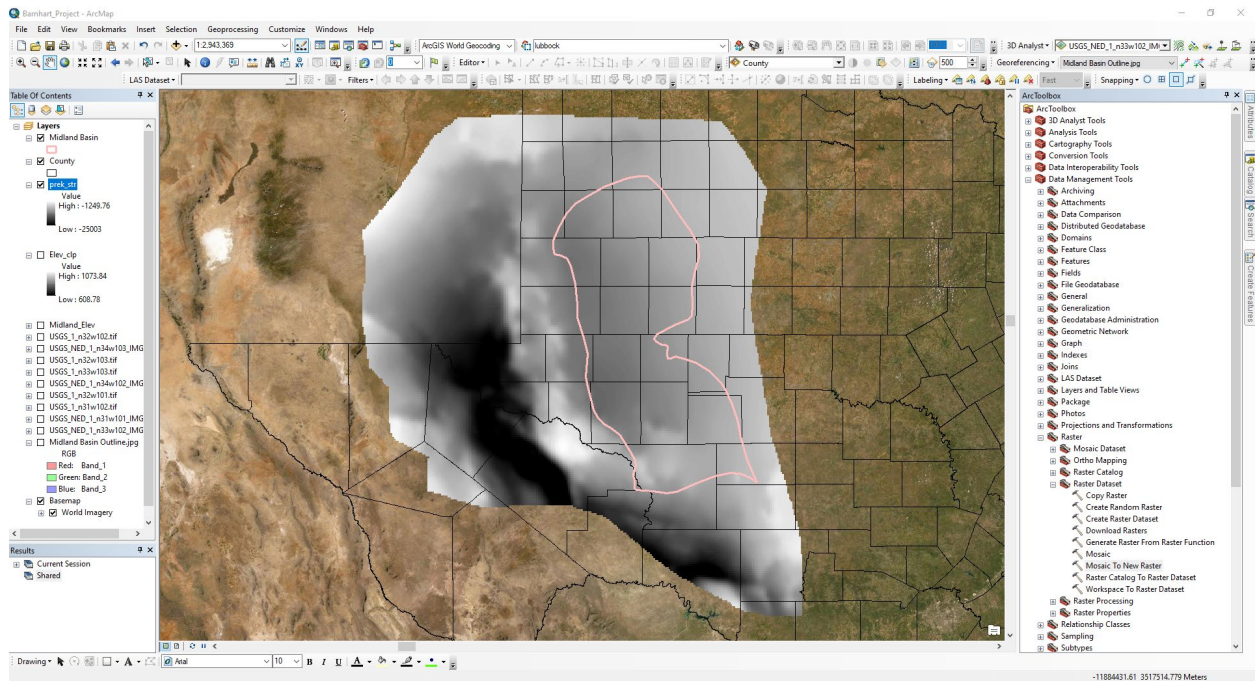 Barnhart_Project - ArcMap
File Edit View Bookmarks Insert Selection Geoprocessing Customize Windows Help
1:2,943,369 ArcGIS World Geocoding lubbock 3D Analyst USGS_NED_1_n33w102_IM
0 Editor County 500 Georeferencing Midland Basin Outline.jpg
LAS Dataset Filters Labeling Fast Snapping
Table Of Contents
Layers
Midland Basin
County
prek_str
Value
High : -1249.76
Low : -25003
Elev_clp
Value
High : 1073.84
Low : 608.78
Midland_Elev
USGS_1_n32w102.tif
USGS_NED_1_n34w103_IMG
USGS_1_n32w103.tif
USGS_1_n33w103.tif
USGS_NED_1_n34w102_IMG
USGS_1_n32w101.tif
USGS_1_n31w102.tif
USGS_NED_1_n31w101_IMG
USGS_NED_1_n33w102_IMG
Midland Basin Outline.jpg
RGB
Red: Band_1
Green: Band_2
Blue: Band_3
Basemap
World Imagery
Results
Current Session
Shared
ArcToolbox
ArcToolbox
3D Analyst Tools
Analysis Tools
Cartography Tools
Conversion Tools
Data Interoperability Tools
Data Management Tools
Archiving
Attachments
Data Comparison
Distributed Geodatabase
Domains
Feature Class
Features
Fields
File Geodatabase
General
Generalization
Geodatabase Administration
Geometric Network
Graph
Indexes
Joins
LAS Dataset
Layers and Table Views
Package
Photos
Projections and Transformations
Raster
Mosaic Dataset
Ortho Mapping
Raster Catalog
Raster Dataset
Copy Raster
Create Random Raster
Create Raster Dataset
Download Rasters
Generate Raster From Raster Function
Mosaic
Mosaic To New Raster
Raster Catalog To Raster Dataset
Workspace To Raster Dataset
Raster Processing
Raster Properties
Relationship Classes
Sampling
Subtypes
Attributes
Catalog
Search
Create Features
Drawing A Arial 10 B I U A
-11884431.61 3517514.779 Meters